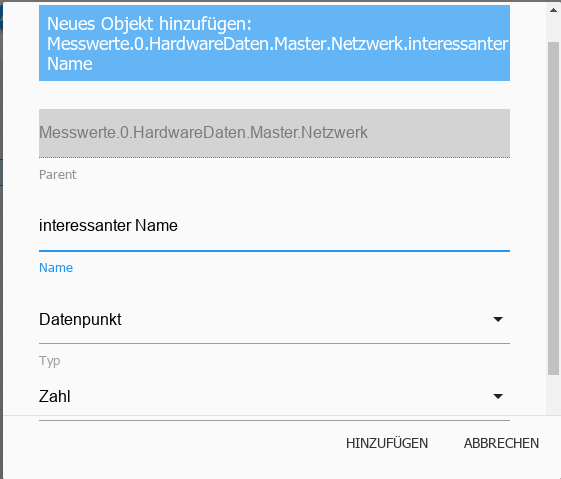 Neues Objekt hinzufügen:
Messwerte.0.HardwareDaten.Master.Netzwerk.interessanter
Name
Messwerte.0.HardwareDaten.Master.Netzwerk
Parent
interessanter Name
Name
Datenpunkt
Typ
Zahl
HINZUFÜGEN ABBRECHEN